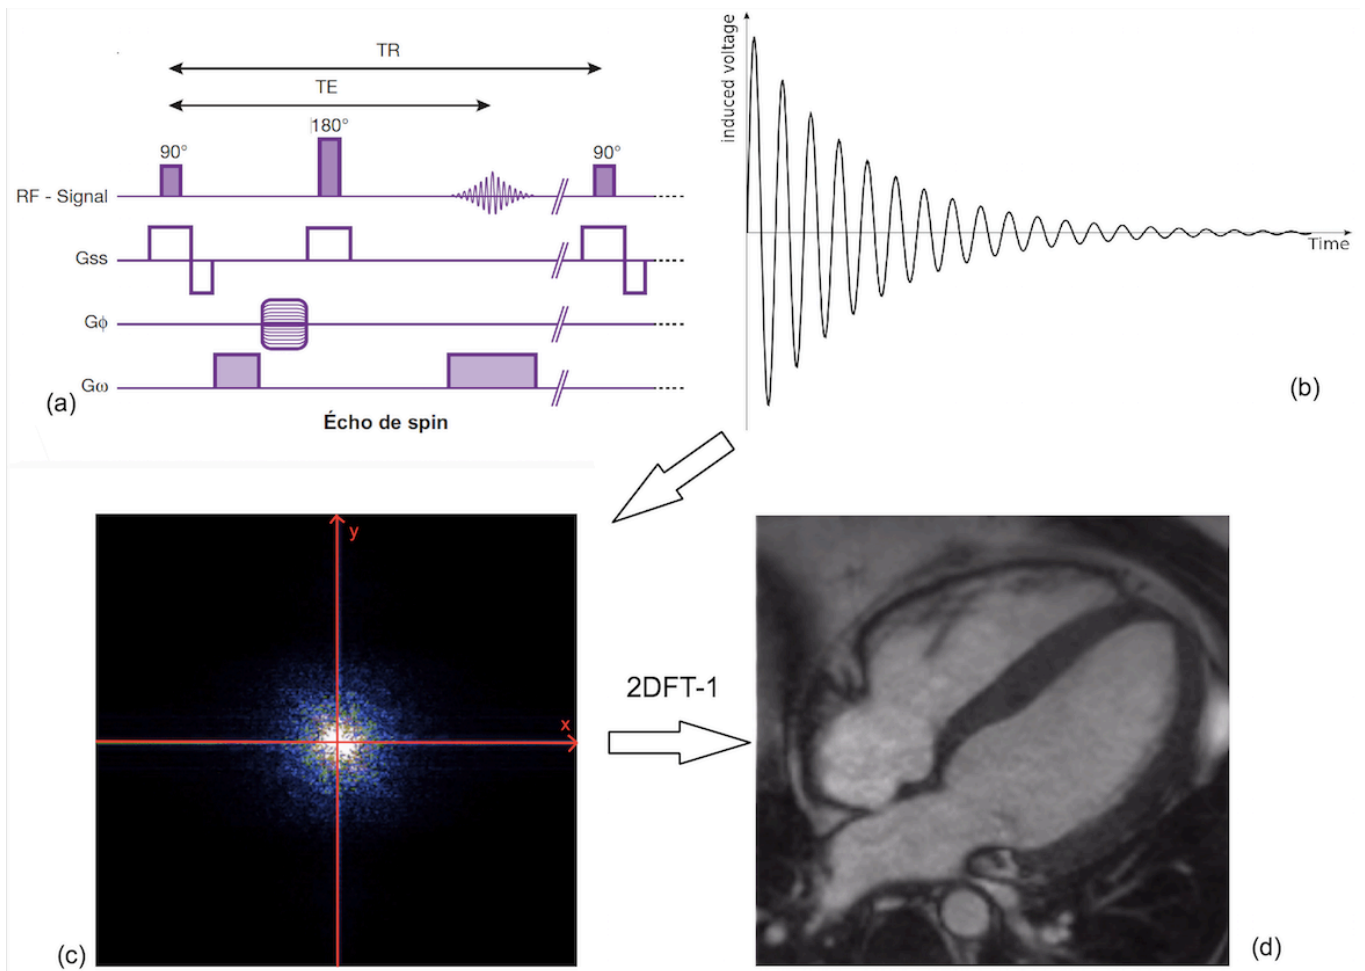 TR
TE
90°
180°
90°
RF - Signal
Gss
Gϕ
Gω
(a)
Écho de spin
induced voltage
Time
(b)
y
x
(c)
2DFT-1
(d)